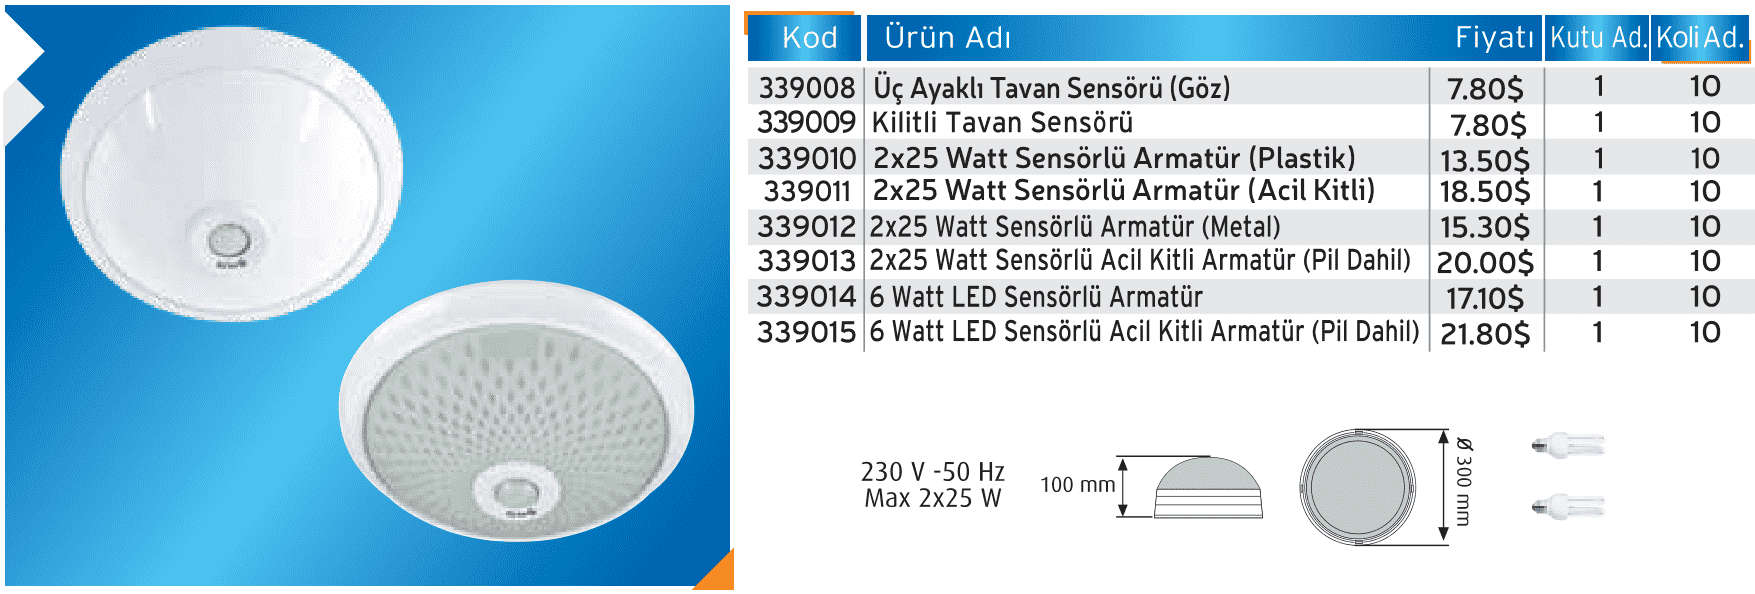 Kod Ürün Adı Fiyatı Kutu Ad. Koli Ad.
339008 Üç Ayaklı Tavan Sensörü (Göz) 7.80$ 1 10
339009 Kilitli Tavan Sensörü 7.80$ 1 10
339010 2x25 Watt Sensörlü Armatür (Plastik) 13.50$ 1 10
339011 2x25 Watt Sensörlü Armatür (Acil Kitli) 18.50$ 1 10
339012 2x25 Watt Sensörlü Armatür (Metal) 15.30$ 1 10
339013 2x25 Watt Sensörlü Acil Kitli Armatür (Pil Dahil) 20.00$ 1 10
339014 6 Watt LED Sensörlü Armatür 17.10$ 1 10
339015 6 Watt LED Sensörlü Acil Kitli Armatür (Pil Dahil) 21.80$ 1 10
230 V -50 Hz
Max 2x25 W
100 mm
Ø 300 mm